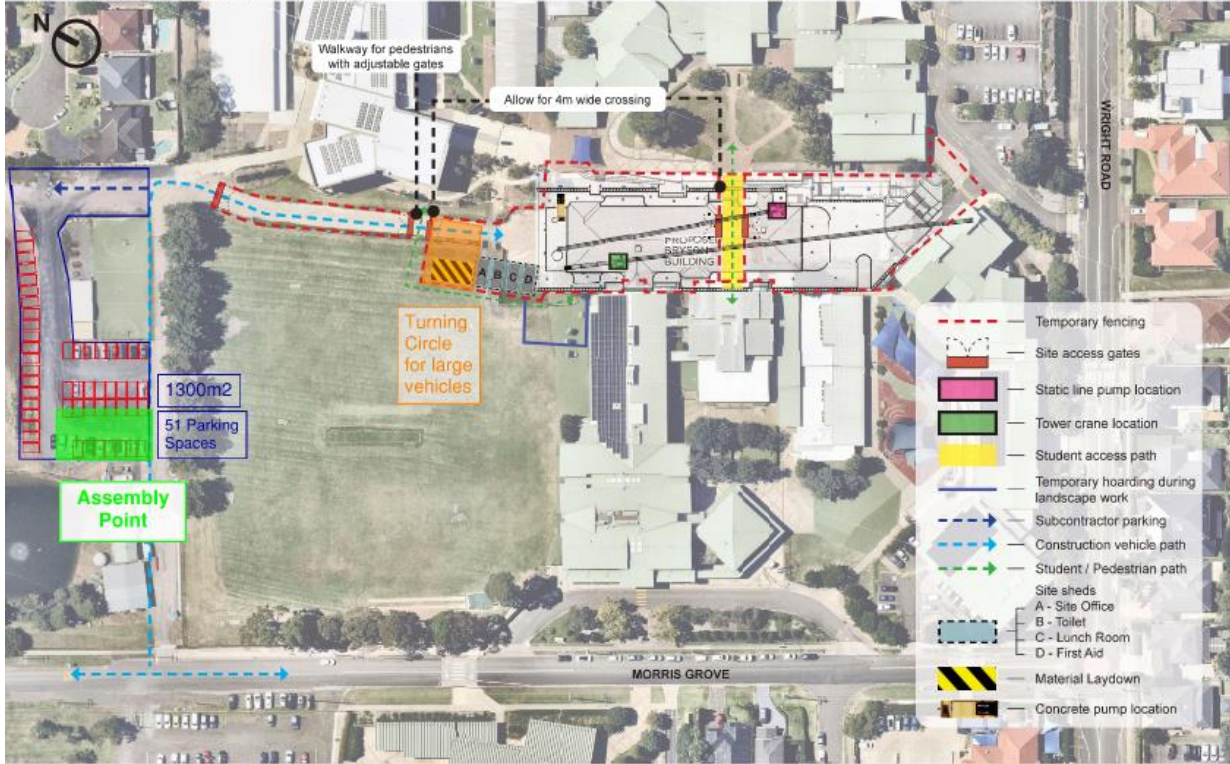 N
Walkway for pedestrians
with adjustable gates
Allow for 4m wide crossing
WRIGHT ROAD
PROPOSED
BRYSON
BUILDING
A B C D
Turning
Circle
for large
vehicles
1300m2
51 Parking
Spaces
Assembly
Point
MORRIS GROVE
Temporary fencing
Site access gates
Static line pump location
Tower crane location
Student access path
Temporary hoarding during
landscape work
Subcontractor parking
Construction vehicle path
Student / Pedestrian path
Site sheds
A - Site Office
B - Toilet
C - Lunch Room
D - First Aid
Material Laydown
Concrete pump location